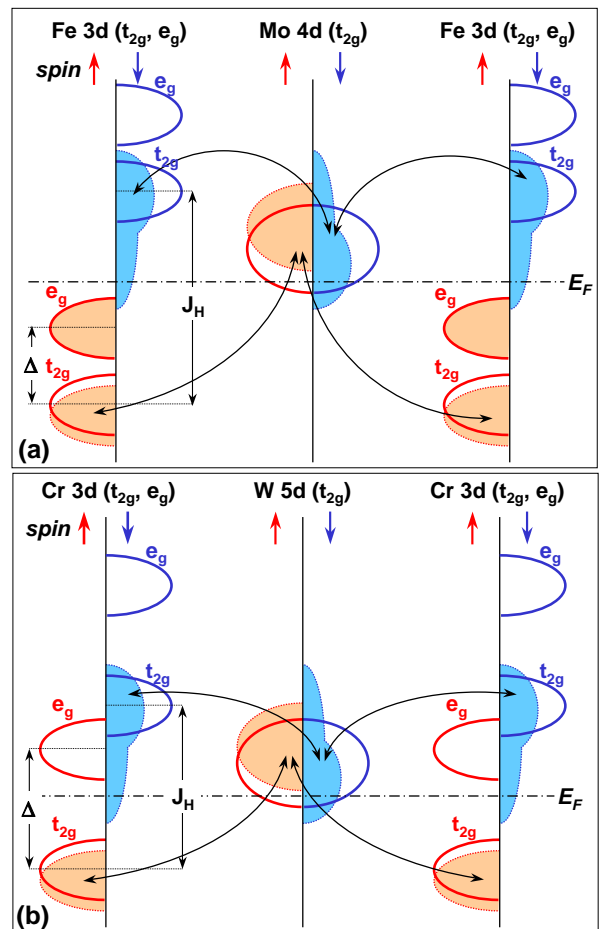 Fe 3d (t2g, eg) Mo 4d (t2g) Fe 3d (t2g, eg)
spin
eg eg
t2g t2g
EF
eg eg
JH
Δ
t2g t2g
(a)
Cr 3d (t2g, eg) W 5d (t2g) Cr 3d (t2g, eg)
spin
eg eg
t2g t2g
eg eg
EF
JH
Δ
t2g t2g
(b)